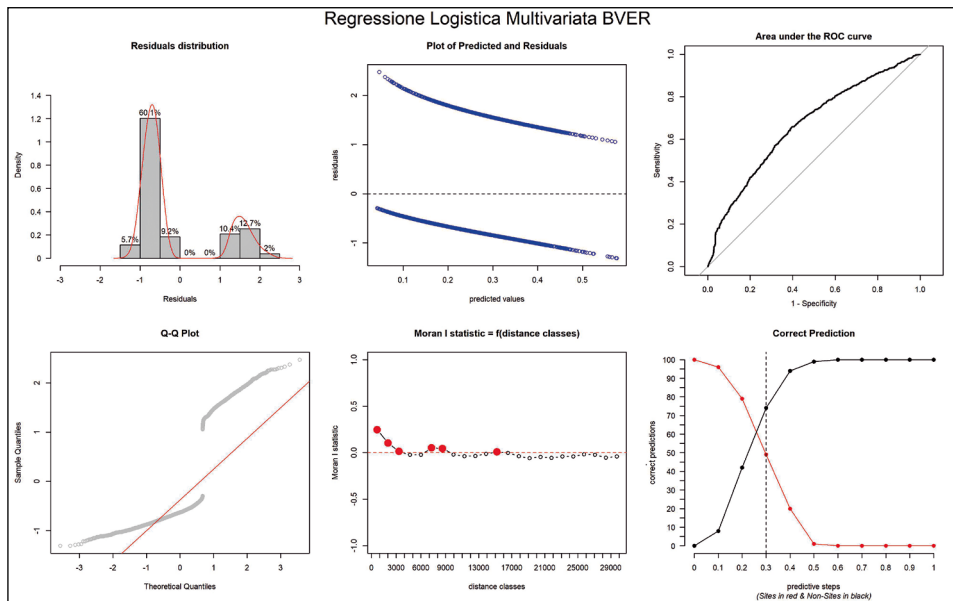 Regressione Logistica Multivariata BVER
Residuals distribution
Density
1.4
1.2
1.0
0.8
0.6
0.4
0.2
0
5.7%
60.1%
9.2%
0%
0%
10.4%
12.7%
2%
-3 -2 -1 0 1 2 3
Residuals
Plot of Predicted and Residuals
residuals
2
1
0
-1
0.1 0.2 0.3 0.4 0.5
predicted values
Area under the ROC curve
Sensitivity
1.0
0.8
0.6
0.4
0.2
0.0
0.0 0.2 0.4 0.6 0.8 1.0
1 - Specificity
Q-Q Plot
Sample Quantiles
2
1
0
-1
-3 -2 -1 0 1 2 3
Theoretical Quantiles
Moran I statistic = f(distance classes)
Moran I statistic
1.0
0.5
0.0
-0.5
-1.0
0 3000 6000 9000 13000 17000 21000 25000 29000
distance classes
Correct Prediction
correct predictions
100
90
80
70
60
50
40
30
20
10
0
0 0.1 0.2 0.3 0.4 0.5 0.6 0.7 0.8 0.9 1
predictive steps
(Sites in red & Non-Sites in black)